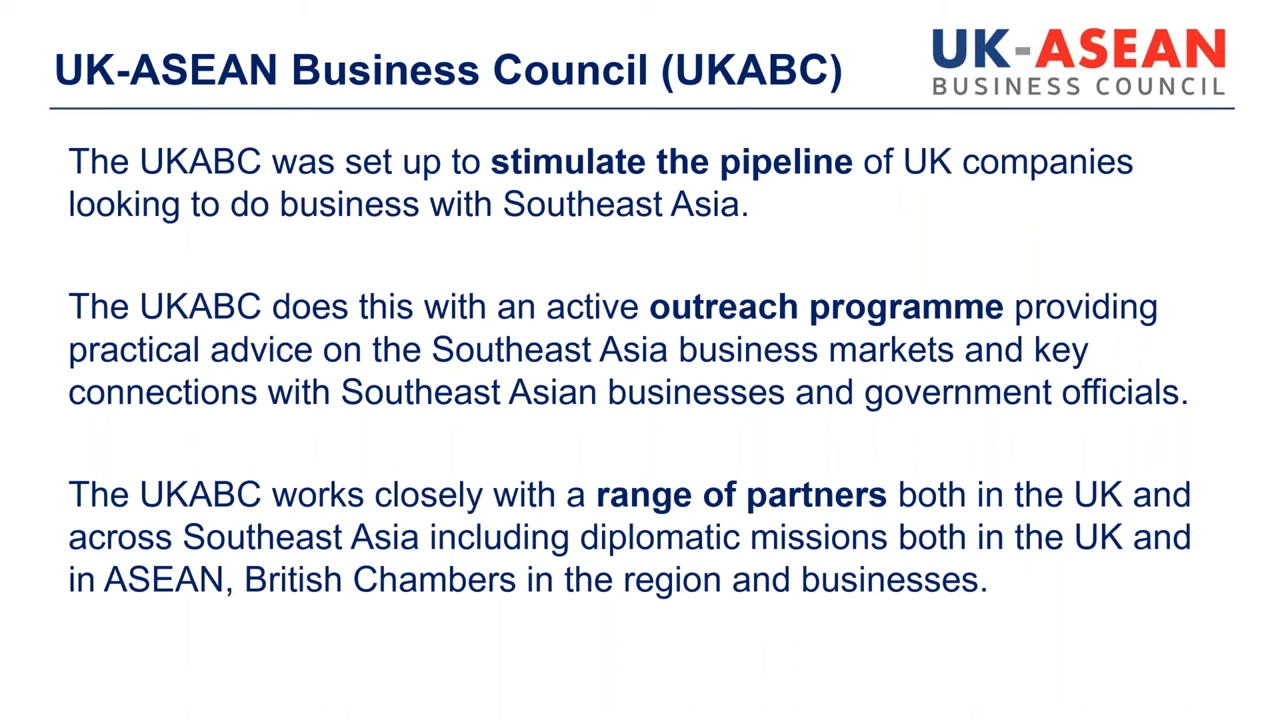 UK-ASEAN Business Council (UKABC)
UK-ASEAN
BUSINESS COUNCIL
The UKABC was set up to stimulate the pipeline of UK companies
looking to do business with Southeast Asia.
The UKABC does this with an active outreach programme providing
practical advice on the Southeast Asia business markets and key
connections with Southeast Asian businesses and government officials.
The UKABC works closely with a range of partners both in the UK and
across Southeast Asia including diplomatic missions both in the UK and
in ASEAN, British Chambers in the region and businesses.